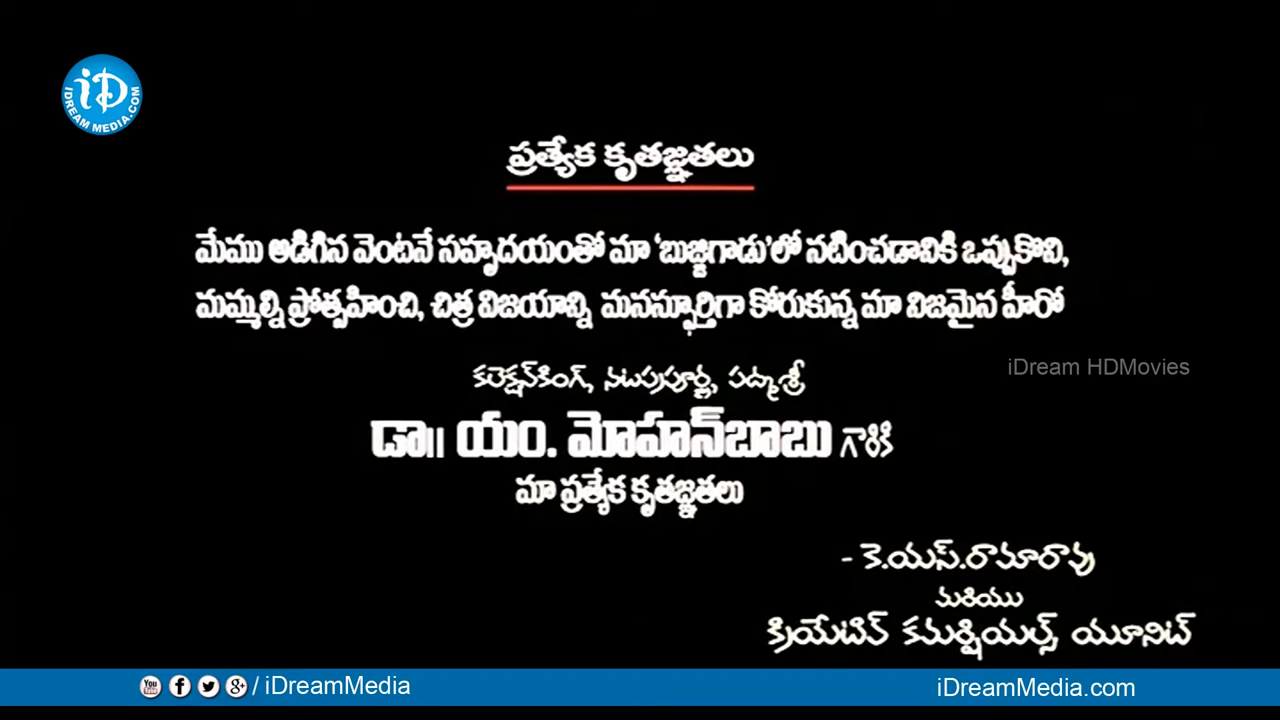 iD
IDREAM MEDIA.COM
ప్రత్యేక కృతజ్ఞతలు
మేము అడిగిన వెంటనే సహృదయంతో మా ‘బుజ్జిగాడు’లో నటించడానికి ఒప్పుకొని,
మమ్మల్ని ప్రోత్సహించి, చిత్ర విజయాన్ని మనస్ఫూర్తిగా కోరుకున్న మా నిజమైన హీరో
కలెక్షన్‌కింగ్, నటప్రపూర్ణ, పద్మశ్రీ
iDream HDMovies
డా॥ యం. మోహన్‌బాబు గారికి
మా ప్రత్యేక కృతజ్ఞతలు
- కె.యస్.రామారావు
మరియు
క్రియేటివ్ కమర్షియల్స్ యూనిట్
/ iDreamMedia
iDreamMedia.com